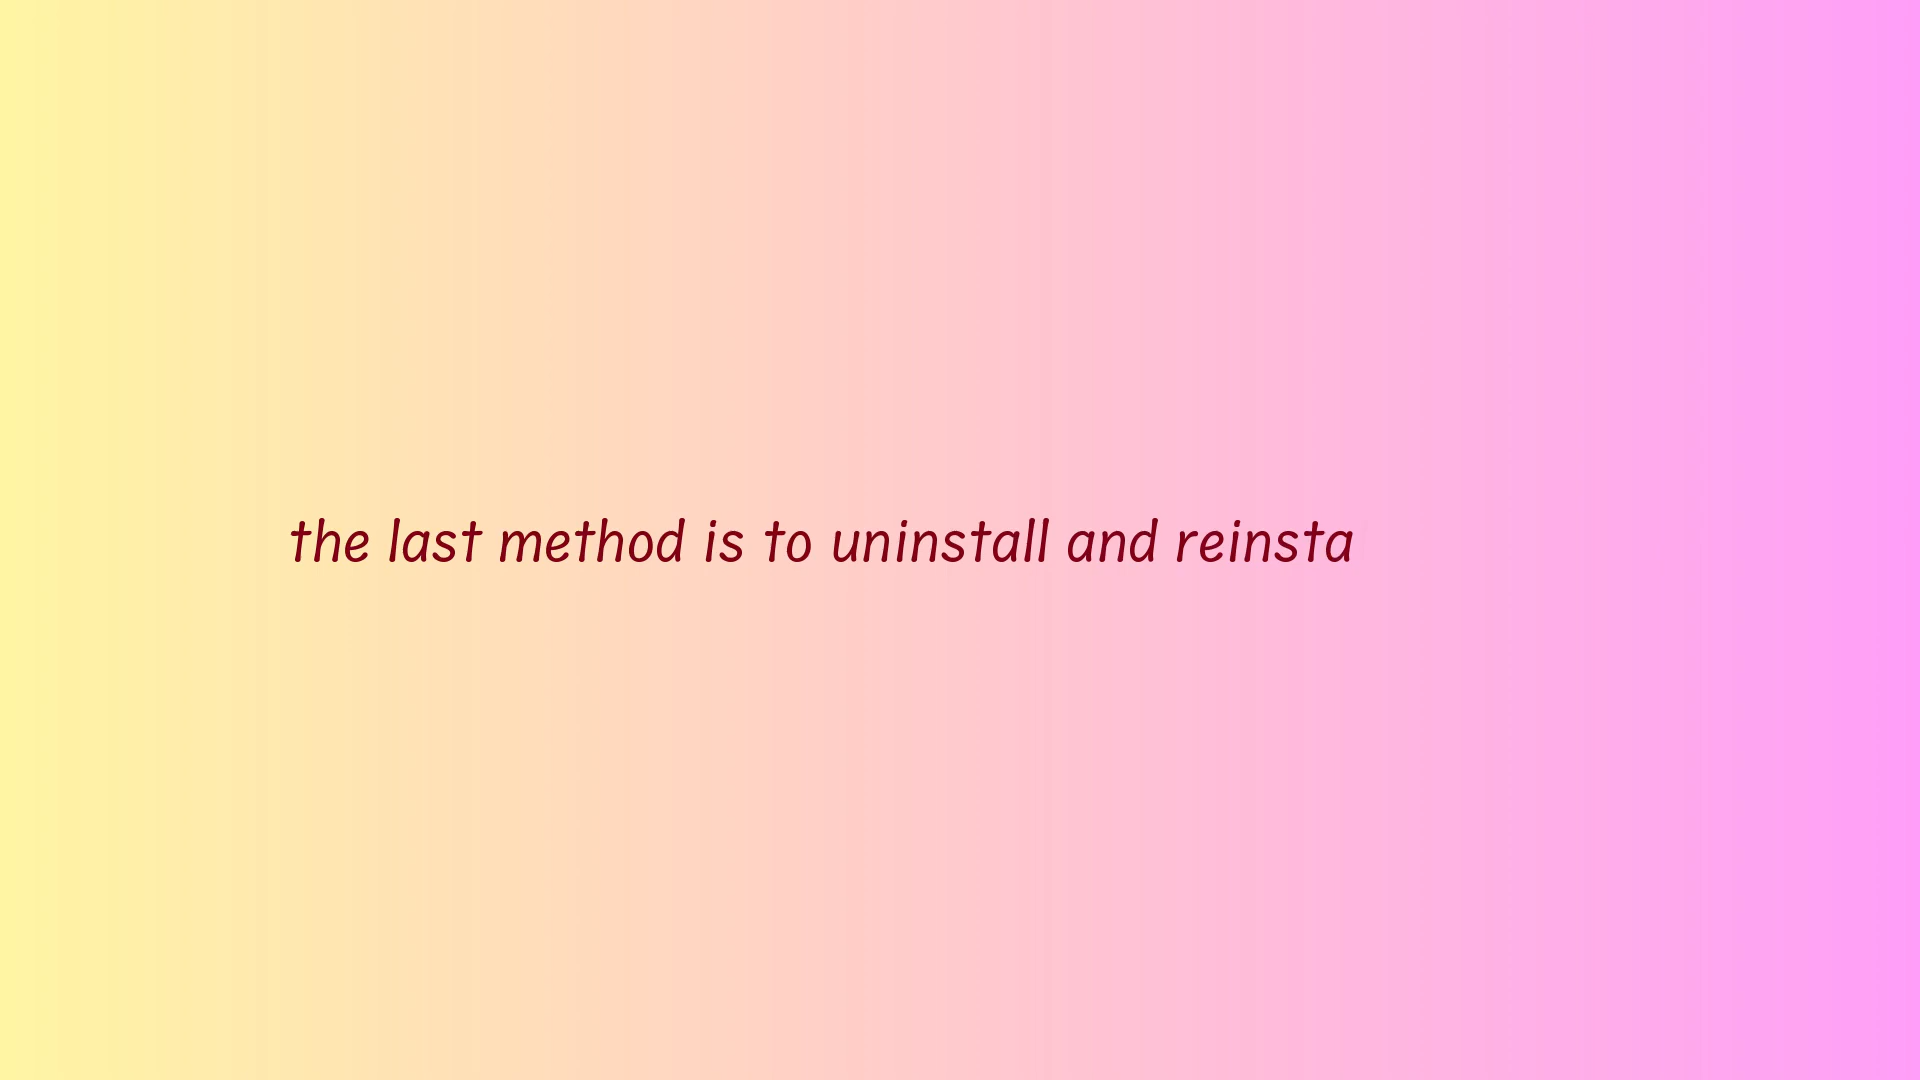 the last method is to uninstall and reinsta